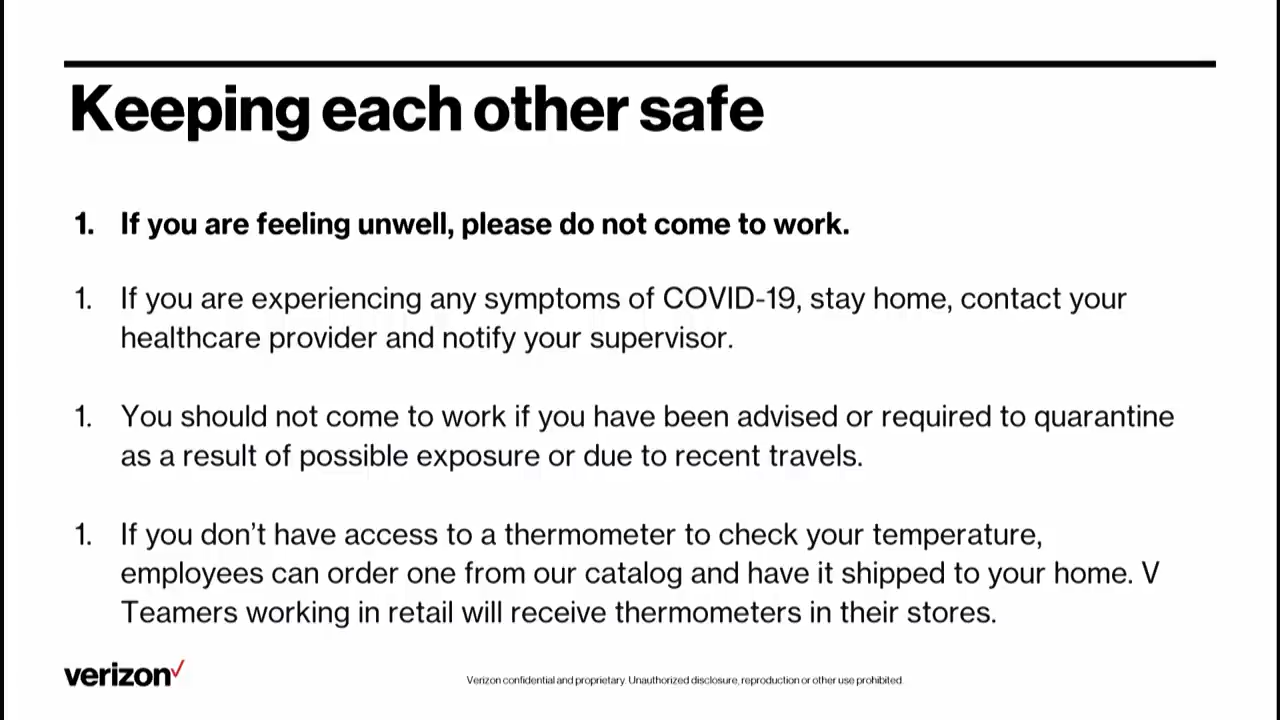 Keeping each other safe
1. If you are feeling unwell, please do not come to work.
1. If you are experiencing any symptoms of COVID-19, stay home, contact your
healthcare provider and notify your supervisor.
1. You should not come to work if you have been advised or required to quarantine
as a result of possible exposure or due to recent travels.
1. If you don’t have access to a thermometer to check your temperature,
employees can order one from our catalog and have it shipped to your home. V
Teamers working in retail will receive thermometers in their stores.
verizon
Verizon confidential and proprietary. Unauthorized disclosure, reproduction or other use prohibited.